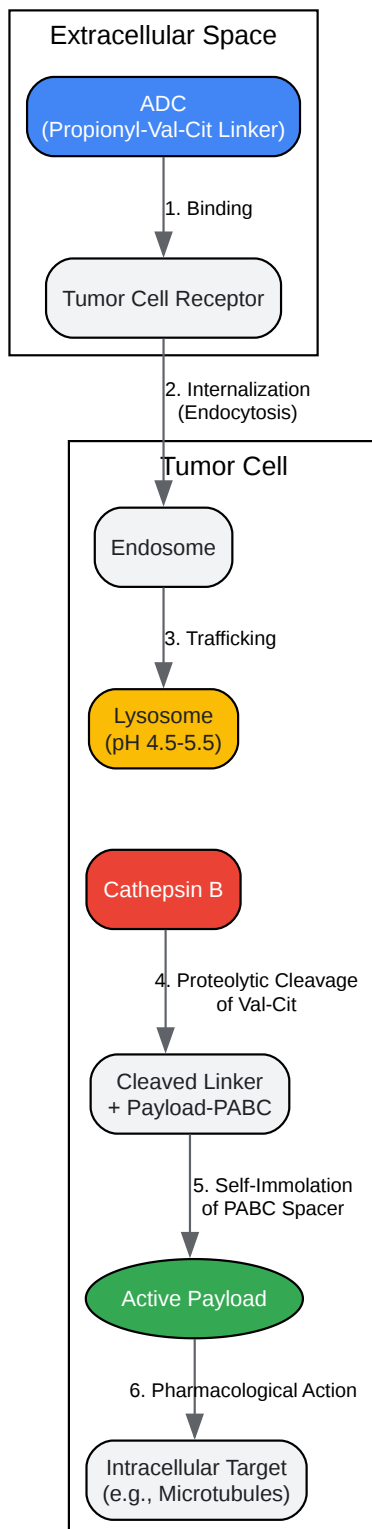 Extracellular Space
ADC
(Propionyl-Val-Cit Linker)
1. Binding
Tumor Cell Receptor
2. Internalization
(Endocytosis)
Tumor Cell
Endosome
3. Trafficking
Lysosome
(pH 4.5-5.5)
Cathepsin B
4. Proteolytic Cleavage
of Val-Cit
Cleaved Linker
+ Payload-PABC
5. Self-Immolation
of PABC Spacer
Active Payload
6. Pharmacological Action
Intracellular Target
(e.g., Microtubules)